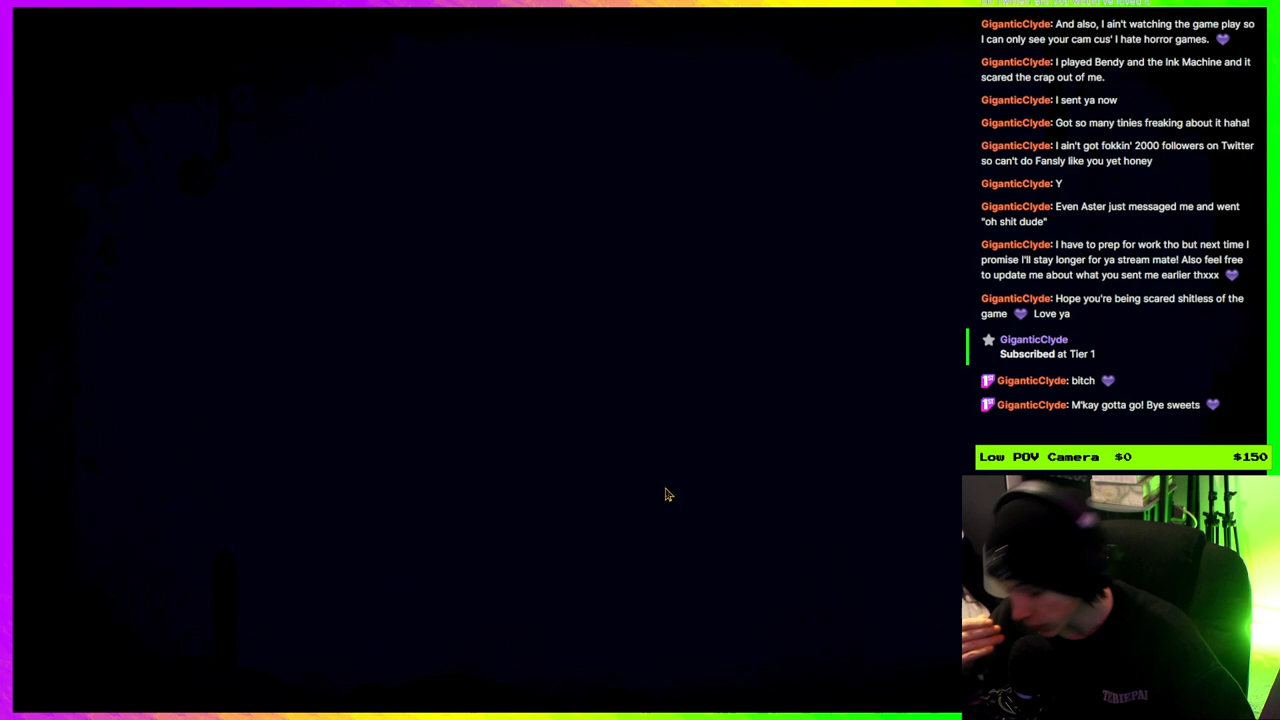 GiganticClyde: And also, I ain't watching the game play so
I can only see your cam cus' I hate horror games.
GiganticClyde: I played Bendy and the Ink Machine and it
scared the crap out of me.
GiganticClyde: I sent ya now
GiganticClyde: Got so many tinies freaking about it haha!
GiganticClyde: I ain't got fokkin' 2000 followers on Twitter
so can't do Fansly like you yet honey
GiganticClyde: Y
GiganticClyde: Even Aster just messaged me and went
"oh shit dude"
GiganticClyde: I have to prep for work tho but next time I
promise I'll stay longer for ya stream mate! Also feel free
to update me about what you sent me earlier thxxx
GiganticClyde: Hope you're being scared shitless of the
game Love ya
GiganticClyde
Subscribed at Tier 1
GiganticClyde: bitch
GiganticClyde: M'kay gotta go! Bye sweets
Low POV Camera $0 $150